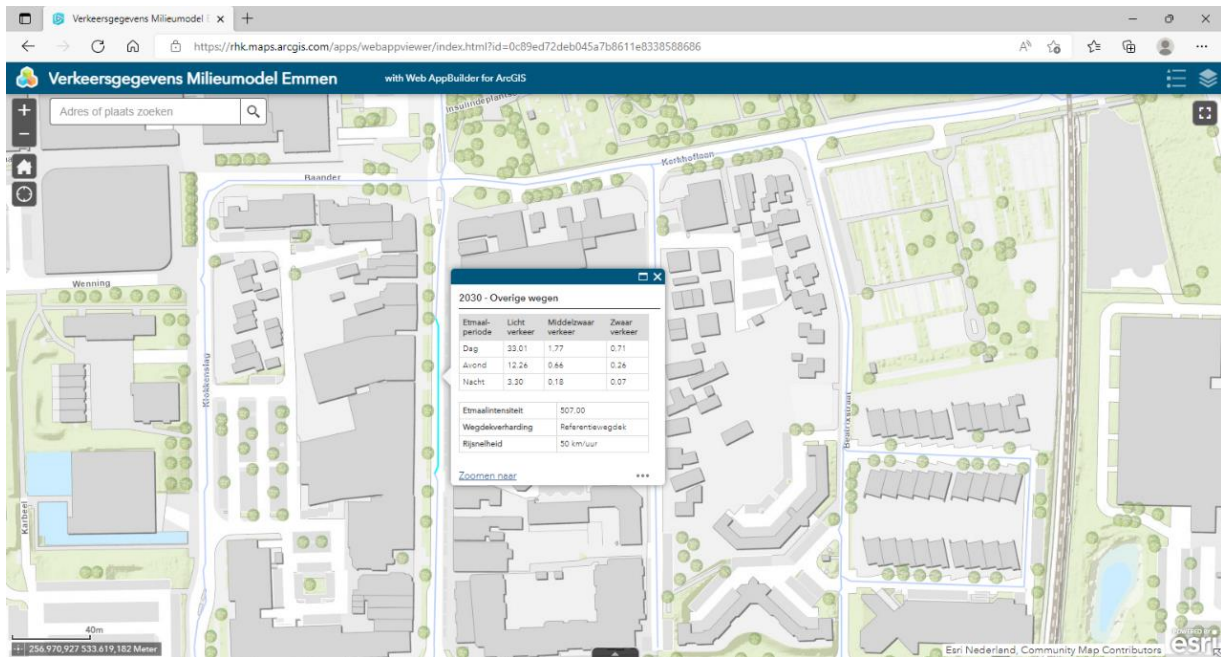 Verkeersgegevens Milieumodel E
https://rhk.maps.arcgis.com/apps/webappviewer/index.html?id=0c89ed72deb045a7b8611e8338588686
Verkeersgegevens Milieumodel Emmen
with Web AppBuilder for ArcGIS
+
Adres of plaats zoeken
−
Insulindeplantsoen
Kerkhoflaan
Baander
Wenning
Klokkenslag
Beatrixstraat
Karbeel
2030 - Overige wegen
Etmaal-periode Licht verkeer Middelzwaar verkeer Zwaar verkeer
Dag 33,01 1,77 0,71
Avond 12,26 0,66 0,26
Nacht 3,30 0,18 0,07
Etmaalintensiteit 507,00
Wegdekverharding Referentiewegdek
Rijsnelheid 50 km/uur
Zoomen naar
40m
256.970,927 533.619,182 Meter
Esri Nederland, Community Map Contributors
POWERED BY
esri